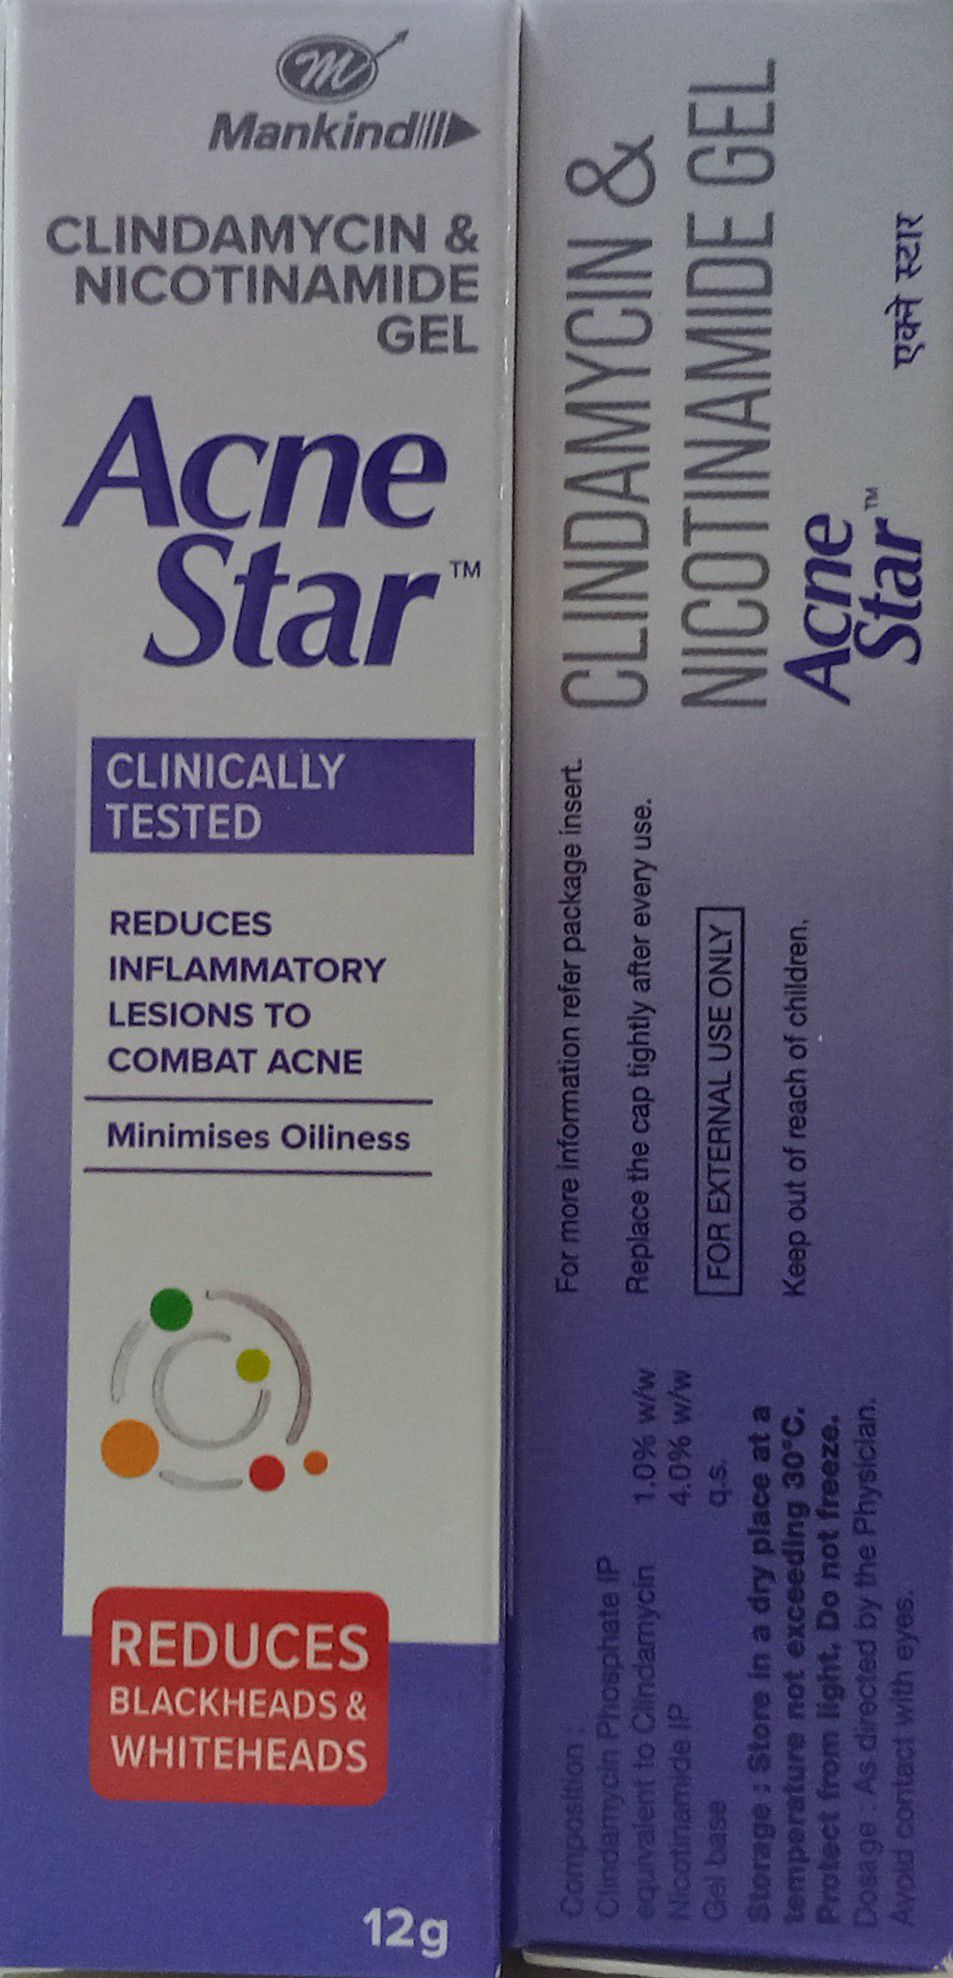 m
Mankind
CLINDAMYCIN &
NICOTINAMIDE
GEL
Acne
Star™
CLINICALLY
TESTED
REDUCES
INFLAMMATORY
LESIONS TO
COMBAT ACNE
Minimises Oiliness
REDUCES
BLACKHEADS &
WHITEHEADS
12g
CLINDAMYCIN &
NICOTINAMIDE GEL
Acne
Star™
एक्ने स्टार
For more information refer package insert.
Replace the cap tightly after every use.
FOR EXTERNAL USE ONLY
Keep out of reach of children.
Composition :
Clindamycin Phosphate IP
equivalent to Clindamycin 1.0% w/w
Nicotinamide IP 4.0% w/w
Gel base q.s.
Storage : Store in a dry place at a
temperature not exceeding 30°C.
Protect from light. Do not freeze.
Dosage : As directed by the Physician.
Avoid contact with eyes.